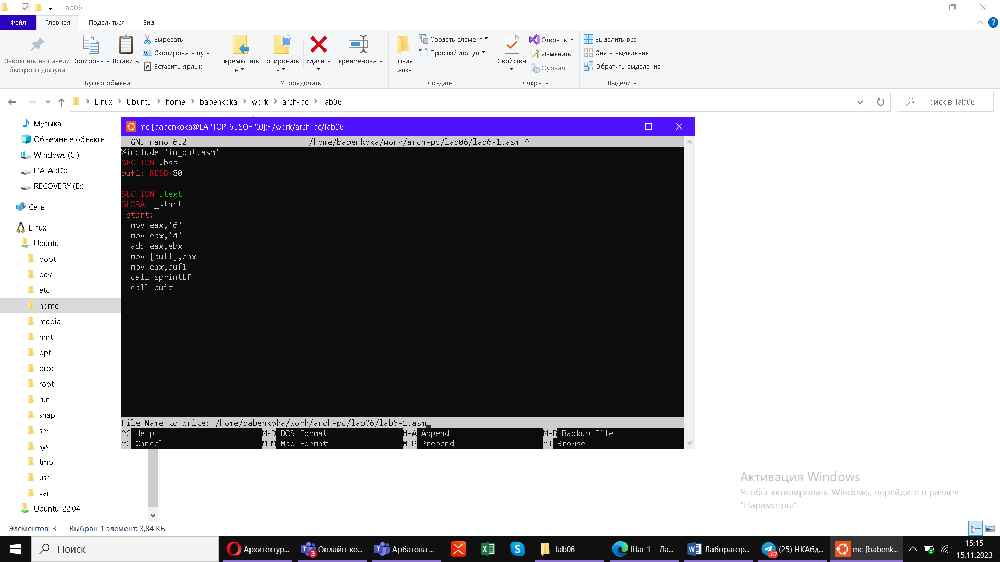 lab06
Файл Главная Поделиться Вид
Закрепить на панели быстрого доступа
Копировать
Вставить
Вырезать
Скопировать путь
Вставить ярлык
Буфер обмена
Переместить в
Копировать в
Удалить
Переименовать
Упорядочить
Новая папка
Создать элемент
Простой доступ
Создать
Свойства
Открыть
Изменить
Журнал
Открыть
Выделить все
Снять выделение
Обратить выделение
Выделить
Linux > Ubuntu > home > babenkoka > work > arch-pc > lab06
Поиск в: lab06
Музыка
Объемные объекты
Windows (C:)
DATA (D:)
RECOVERY (E:)
Сеть
Linux
Ubuntu
boot
dev
etc
home
media
mnt
opt
proc
root
run
snap
srv
sys
tmp
usr
var
Ubuntu-22.04
mc [babenkoka@LAPTOP-6USQFP0J]:~/work/arch-pc/lab06
GNU nano 6.2 /home/babenkoka/work/arch-pc/lab06/lab6-1.asm *
%include 'in_out.asm'
SECTION .bss
buf1: RESB 80
SECTION .text
GLOBAL _start
_start:
mov eax,'6'
mov ebx,'4'
add eax,ebx
mov [buf1],eax
mov eax,buf1
call sprintLF
call quit
File Name to Write: /home/babenkoka/work/arch-pc/lab06/lab6-1.asm
^G Help M-D DOS Format M-A Append M-B Backup File
^C Cancel M-M Mac Format M-P Prepend ^T Browse
Активация Windows
Чтобы активировать Windows, перейдите в раздел
"Параметры".
Элементов: 3 Выбран 1 элемент: 3,84 КБ
Поиск
Архитектур...
3
Онлайн-ко...
Арбатова ...
lab06
Шаг 1 – Ла...
Лаборатор...
67
(25) НКАбд...
mc [babenk...
15:15
15.11.2023